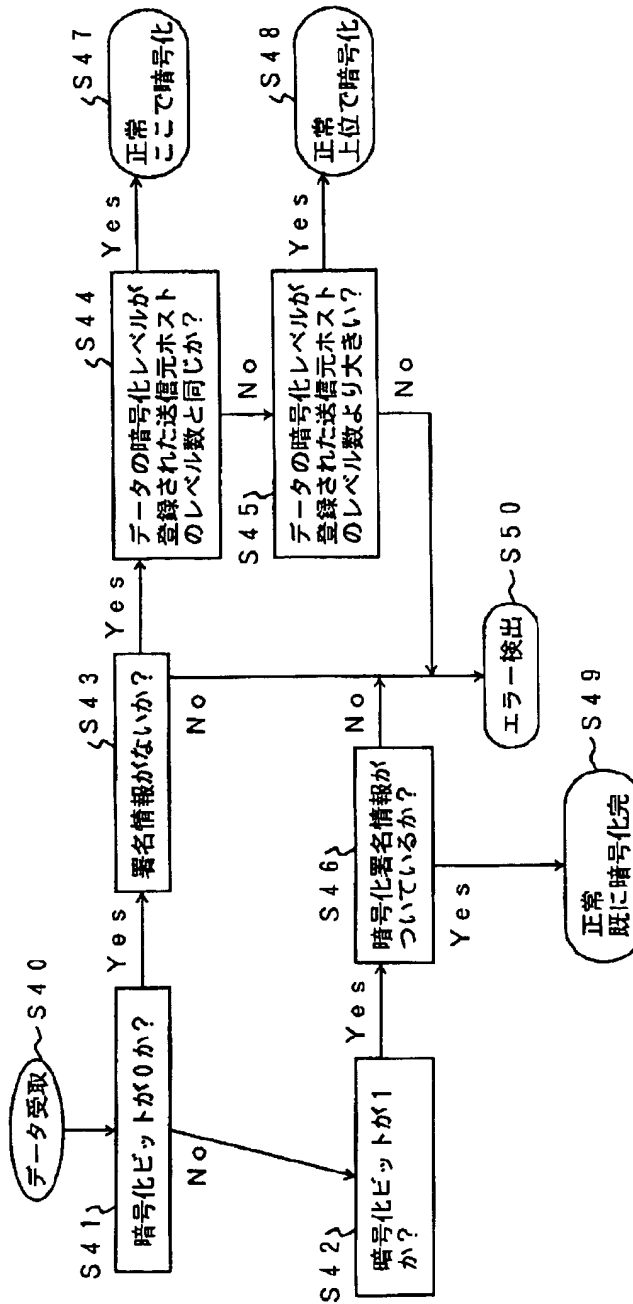 データ受取
S40
S41
暗号化ビットが0か?
Yes
No
S42
暗号化ビットが1
か?
Yes
S43
署名情報がないか?
Yes
No
S44
データの暗号化レベルが
登録された送信元ホスト
のレベル数と同じか?
Yes
No
S45
データの暗号化レベルが
登録された送信元ホスト
のレベル数より大きい?
Yes
No
S46
暗号化署名情報が
ついているか?
No
Yes
S47
正常
ここで暗号化
S48
正常
上位で暗号化
S49
正常
既に暗号化完
S50
エラー検出